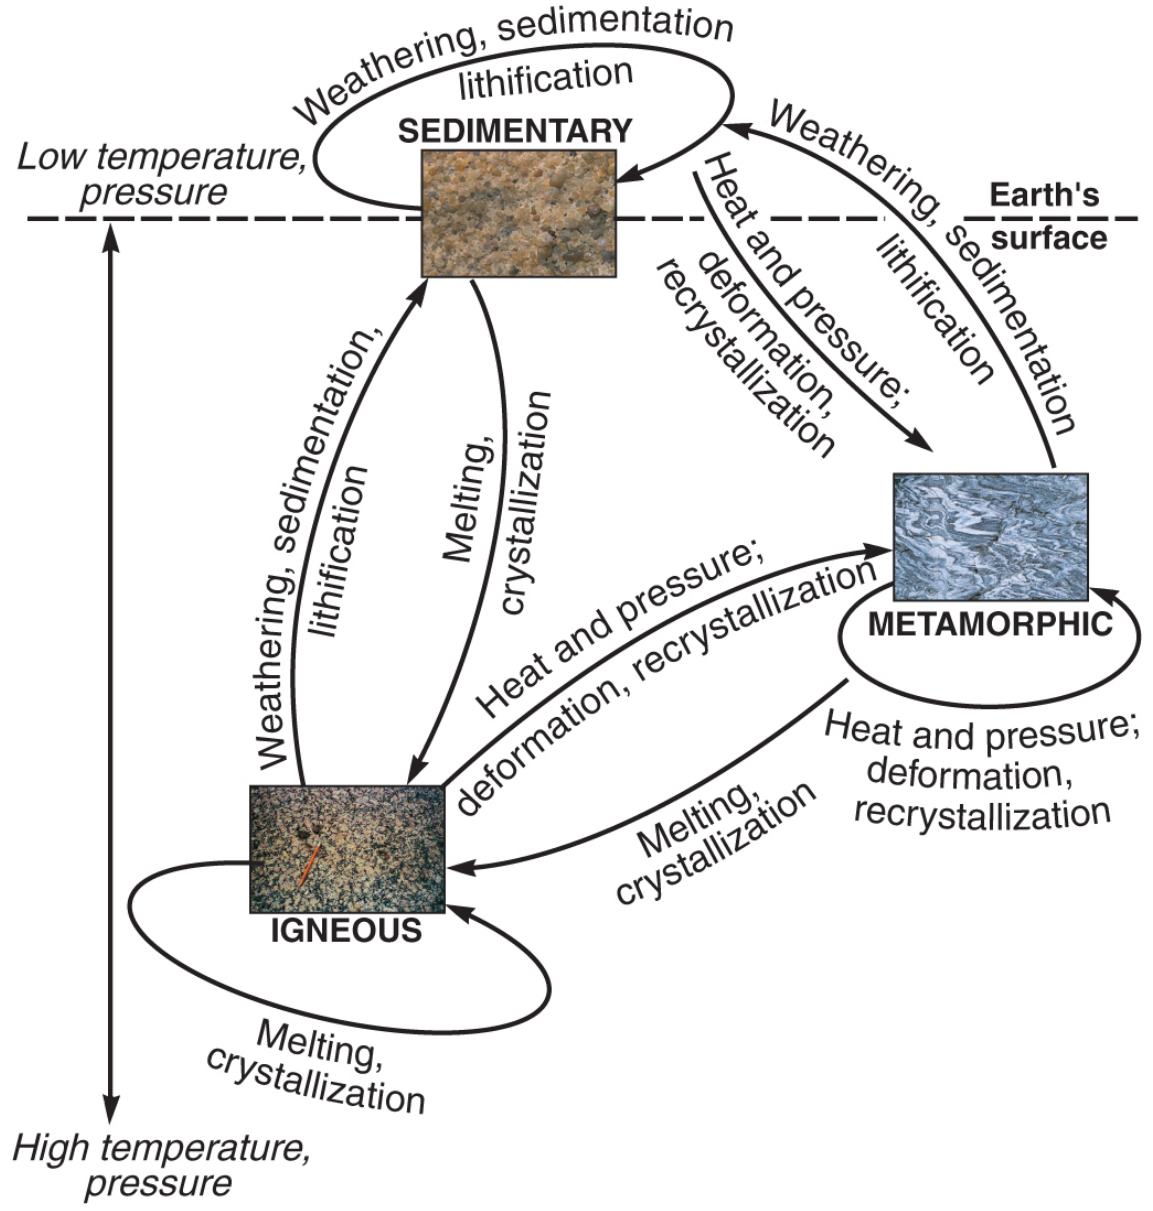 Weathering, sedimentation
lithification
SEDIMENTARY
Low temperature,
pressure
Weathering, sedimentation
lithification
Earth's
surface
Heat and pressure;
deformation,
recrystallization
Weathering, sedimentation,
lithification
Melting,
crystallization
Heat and pressure;
deformation, recrystallization
METAMORPHIC
Heat and pressure;
deformation,
recrystallization
Melting,
crystallization
IGNEOUS
Melting,
crystallization
High temperature,
pressure